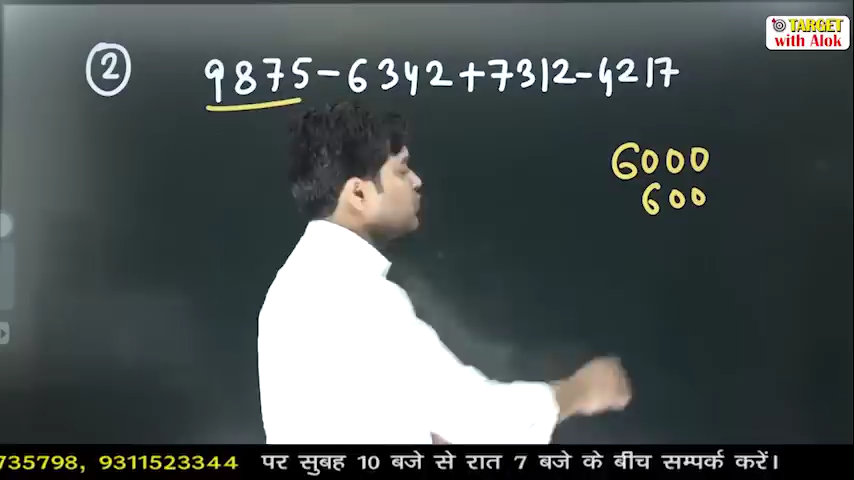 TARGET
with Alok
2 9875-6342+7312-4217
6000
600
735798, 9311523344 पर सुबह 10 बजे से रात 7 बजे के बीच सम्पर्क करें।